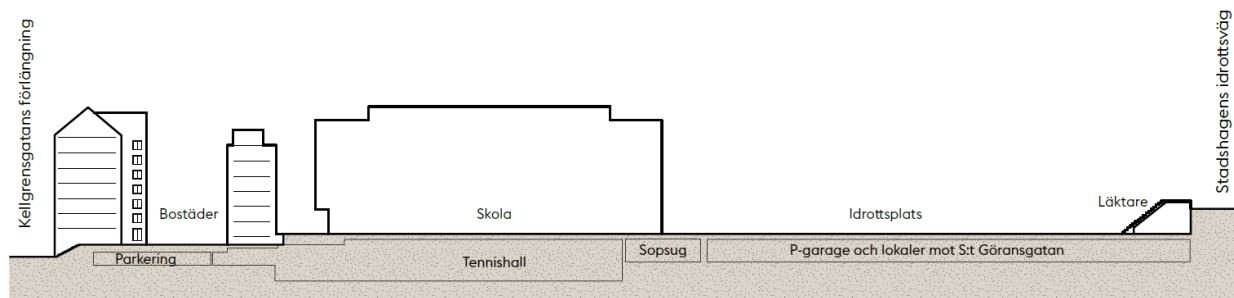 Kellgrensgatans förlängning
Bostäder
Skola
Idrottsplats
Läktare
Stadshagens idrottsväg
Parkering
Tennishall
Sopsug
P-garage och lokaler mot S:t Göransgatan